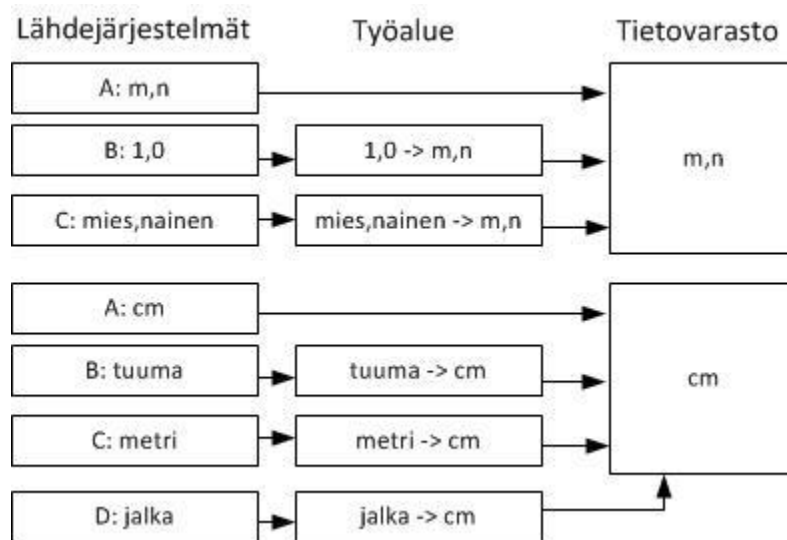 Lähdejärjestelmät Työalue Tietovarasto
A: m,n
B: 1,0 1,0 -> m,n m,n
C: mies,nainen mies,nainen -> m,n
A: cm
B: tuuma tuuma -> cm cm
C: metri metri -> cm
D: jalka jalka -> cm